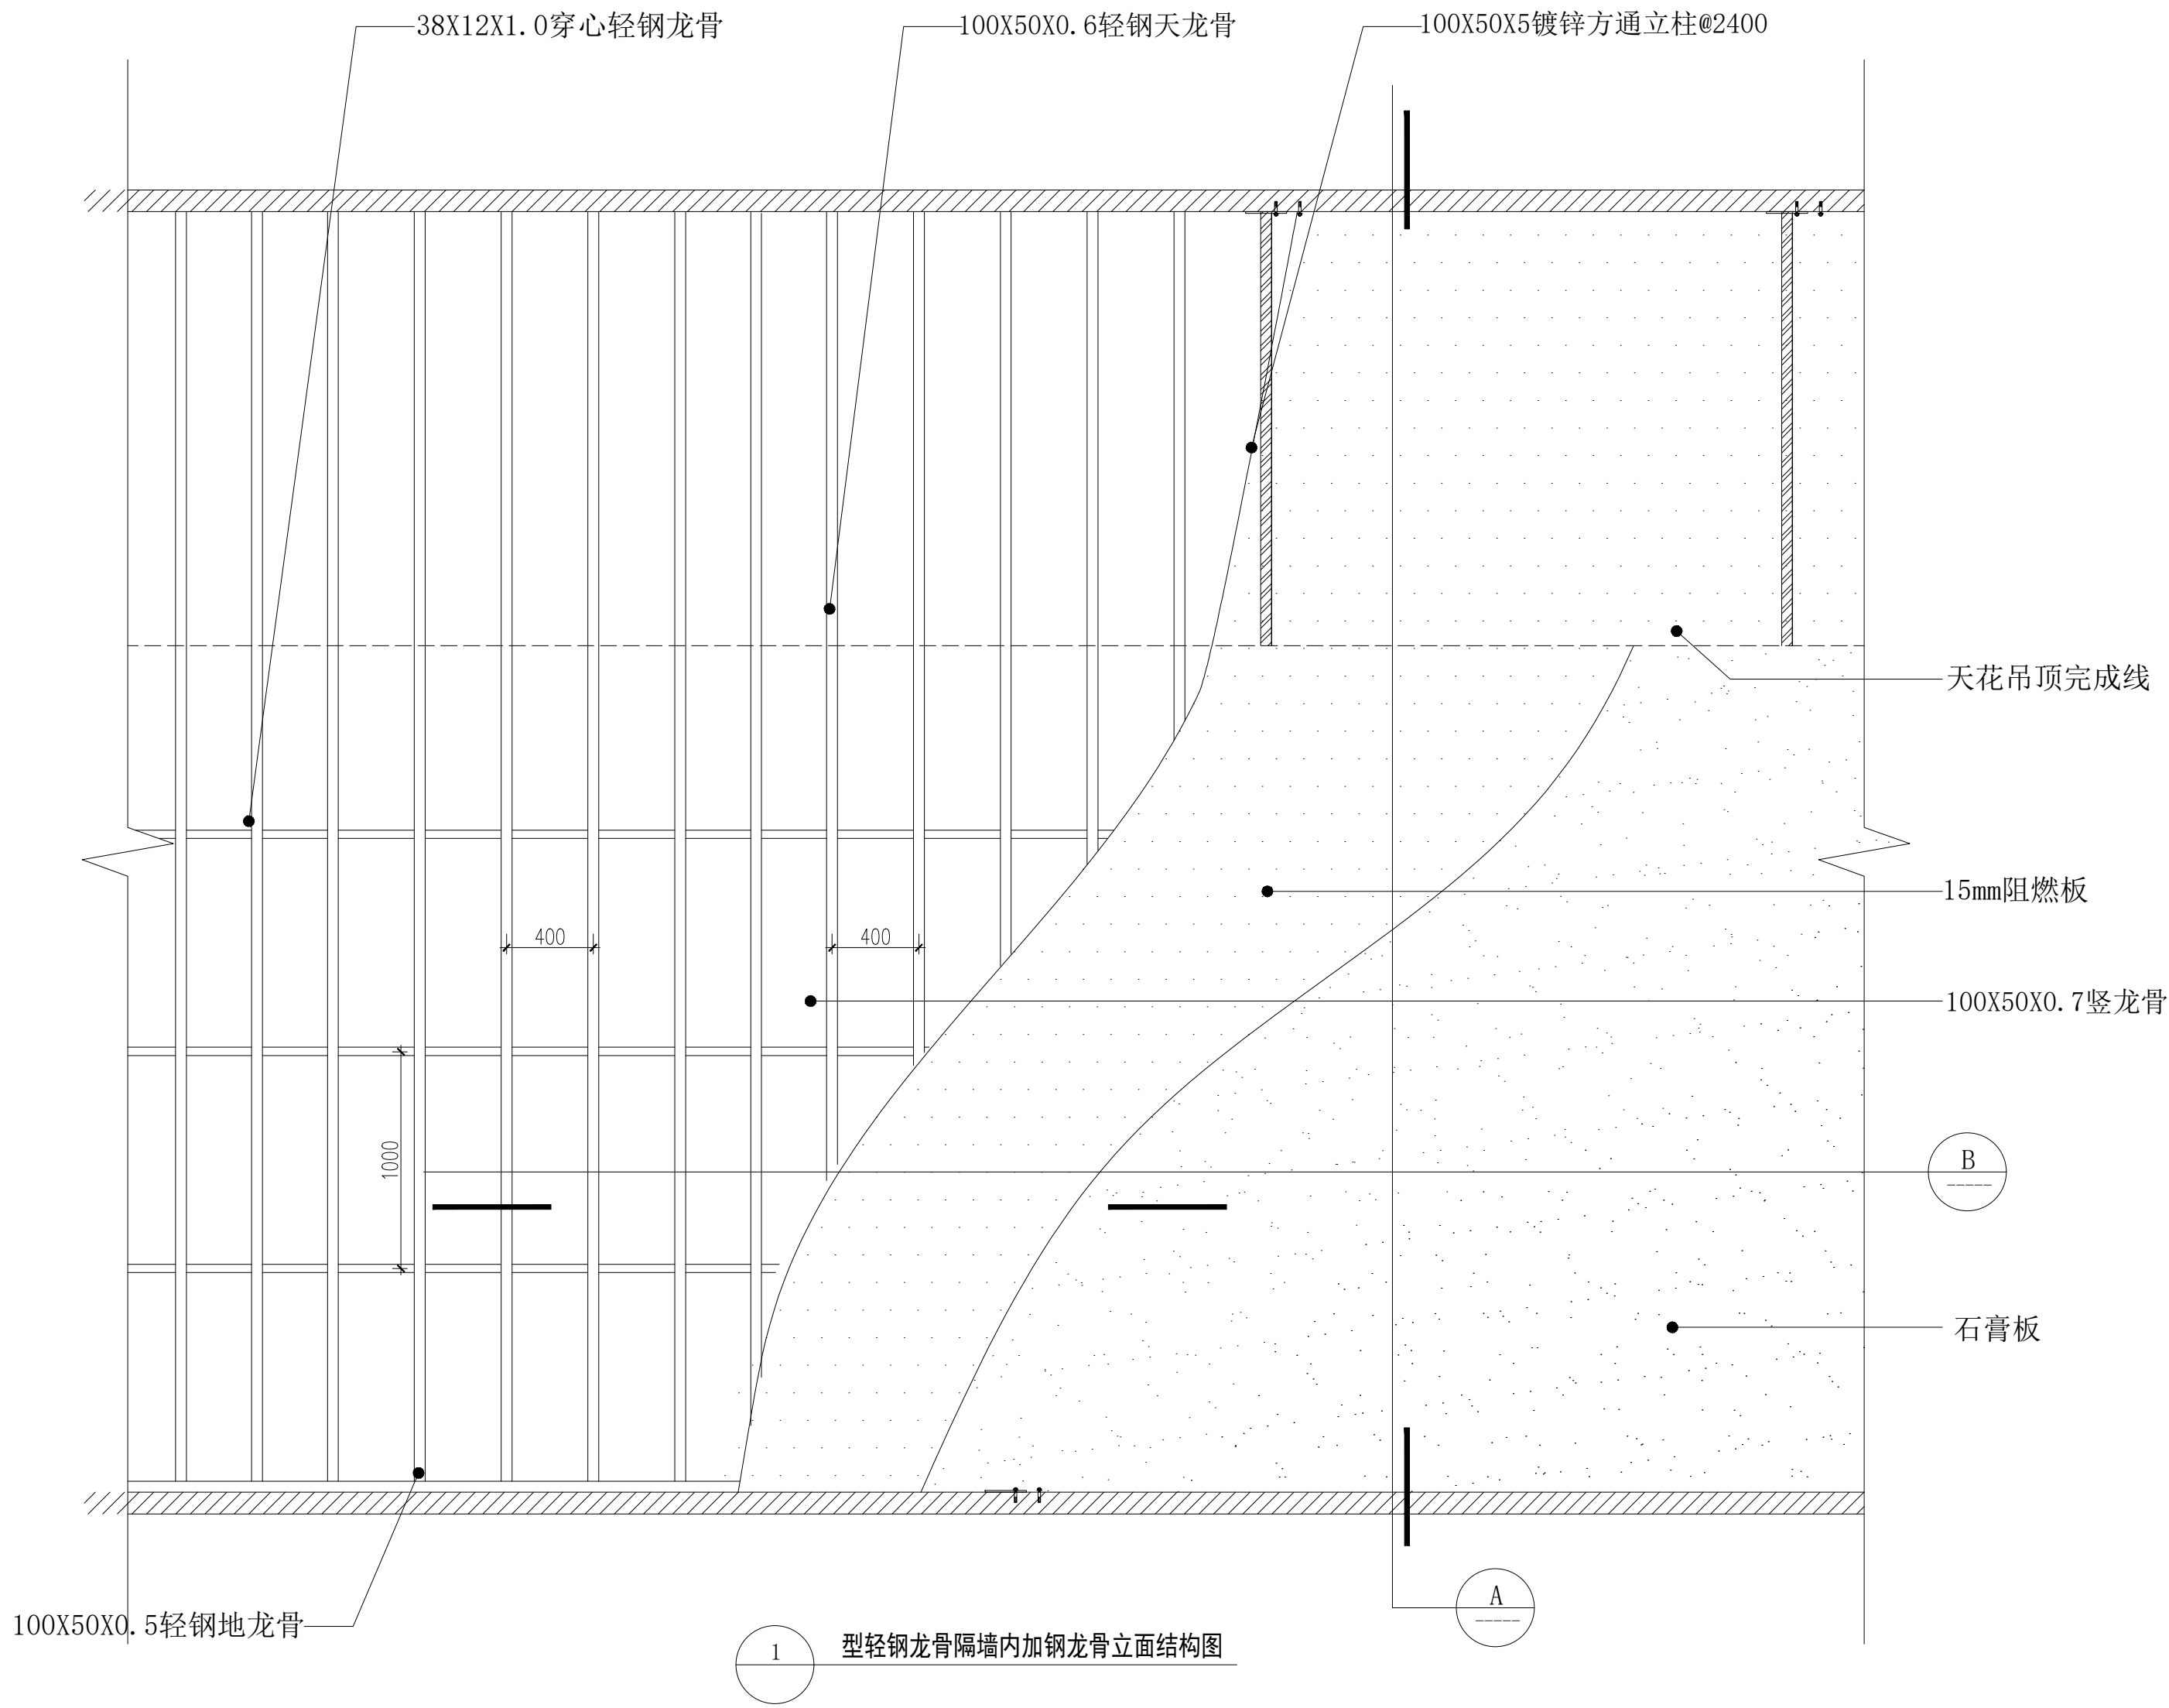 38X12X1.0穿心轻钢龙骨
100X50X0.6轻钢天龙骨
100X50X5镀锌方通立柱@2400
天花吊顶完成线
15mm阻燃板
400
400
100X50X0.7竖龙骨
1000
B
石膏板
A
100X50X0.5轻钢地龙骨
1
型轻钢龙骨隔墙内加钢龙骨立面结构图